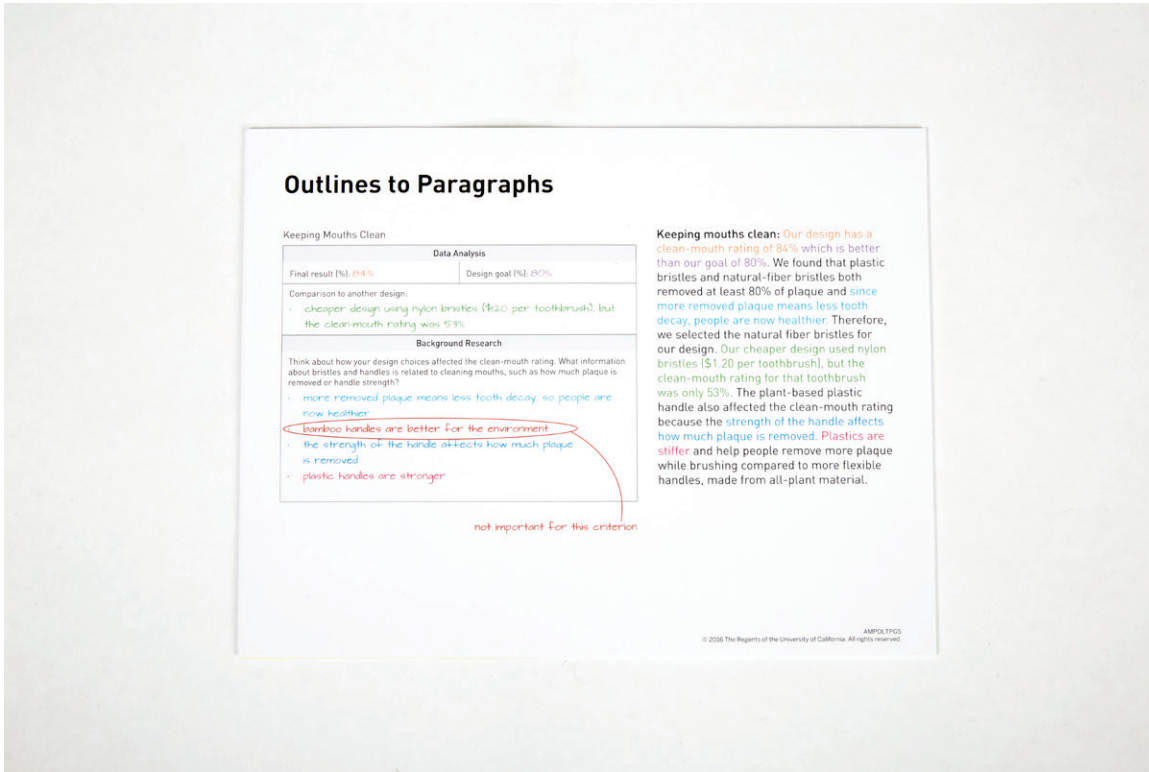 Outlines to Paragraphs
Keeping Mouths Clean
Data Analysis
Final result (%): 84%
Design goal (%): 80%
Comparison to another design:
· cheaper design using nylon bristles ($1.20 per toothbrush), but
the clean-mouth rating was 53%
Background Research
Think about how your design choices affected the clean-mouth rating. What information
about bristles and handles is related to cleaning mouths, such as how much plaque is
removed or handle strength?
· more removed plaque means less tooth decay, so people are
now healthier
· bamboo handles are better for the environment
· the strength of the handle affects how much plaque
is removed
· plastic handles are stronger
not important for this criterion
Keeping mouths clean: Our design has a
clean-mouth rating of 84% which is better
than our goal of 80%. We found that plastic
bristles and natural-fiber bristles both
removed at least 80% of plaque and since
more removed plaque means less tooth
decay, people are now healthier. Therefore,
we selected the natural fiber bristles for
our design. Our cheaper design used nylon
bristles ($1.20 per toothbrush), but the
clean-mouth rating for that toothbrush
was only 53%. The plant-based plastic
handle also affected the clean-mouth rating
because the strength of the handle affects
how much plaque is removed. Plastics are
stiffer and help people remove more plaque
while brushing compared to more flexible
handles, made from all-plant material.
AMPOLTPGS
© 2016 The Regents of the University of California. All rights reserved.